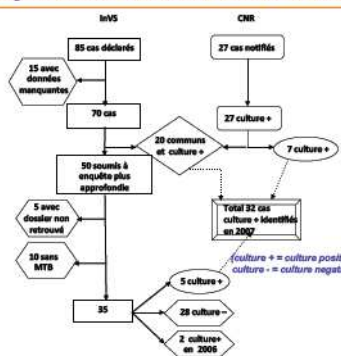 InVS
CNR
85 cas déclarés
27 cas notifiés
15 avec
données
manquantes
70 cas
27 culture +
20 communs
et culture +
7 culture +
50 soumis à
enquête plus
approfondie
5 avec
dossier non
retrouvé
Total 32 cas
culture + identifiés
en 2007
10 sans
MTB
(culture + = culture posit
culture - = culture negati
5 culture +
35
28 culture –
2 culture+
en 2006